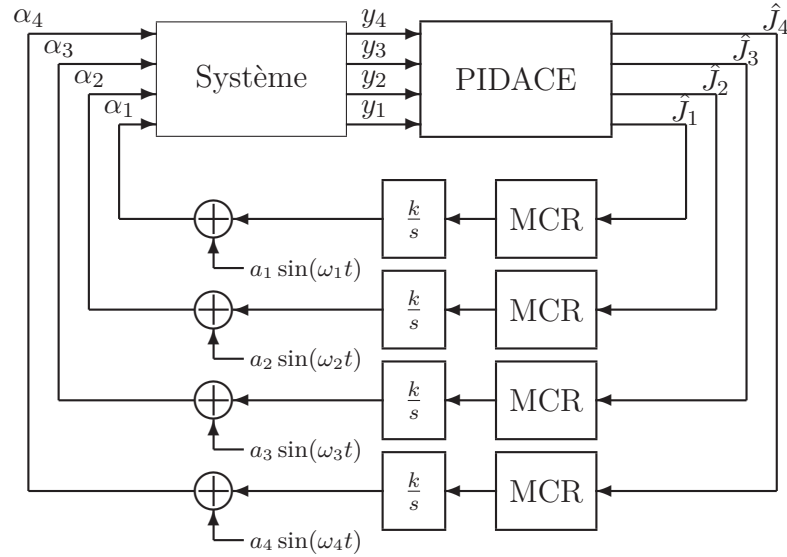 α₄ y₄ Ĵ₄
α₃ y₃ Ĵ₃
α₂ Système y₂ PIDACE Ĵ₂
α₁ y₁ Ĵ₁
k/s MCR
a₁ sin(ω₁t)
k/s MCR
a₂ sin(ω₂t)
k/s MCR
a₃ sin(ω₃t)
k/s MCR
a₄ sin(ω₄t)